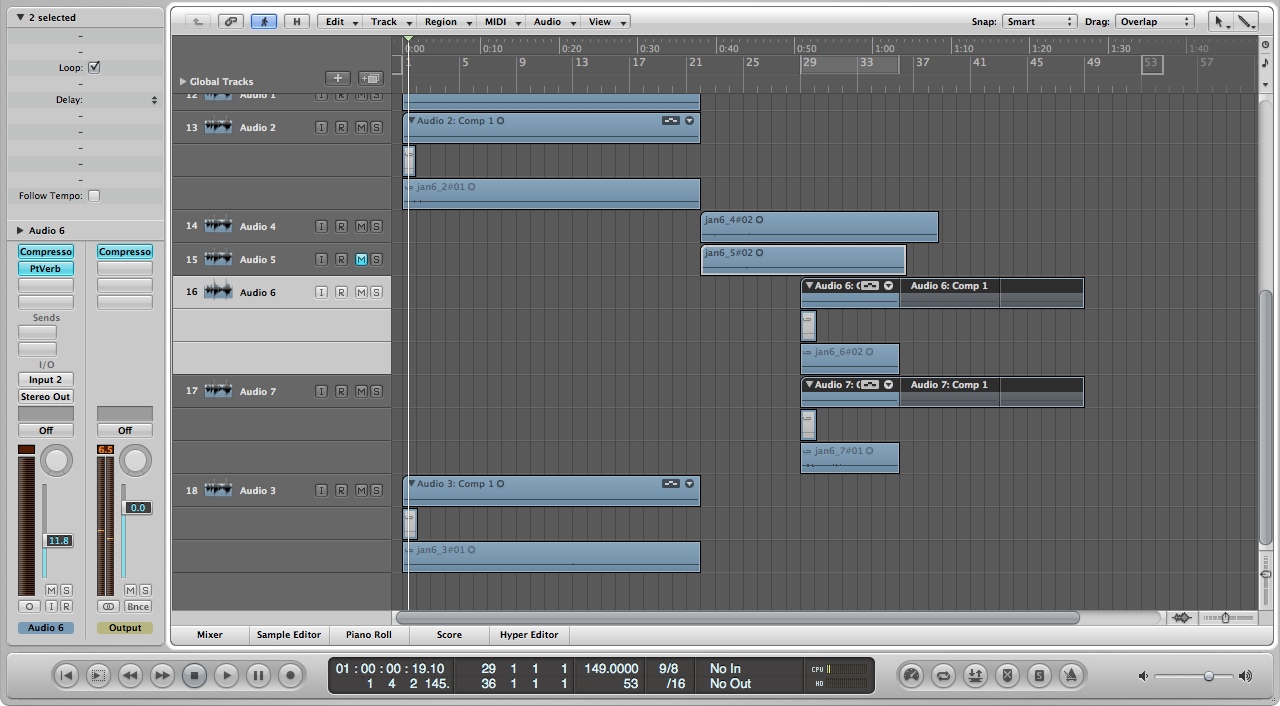 2 selected
Loop:
Delay:
Follow Tempo:
Audio 6
Compresso Compresso
PtVerb
Sends
I/O
Input 2
Stereo Out
Off Off
6.5
0.0
11.8
M S M S
I R Bnce
Audio 6 Output
H Edit Track Region MIDI Audio View Snap: Smart Drag: Overlap
0:00 0:10 0:20 0:30 0:40 0:50 1:00 1:10 1:20 1:30 1:40
1 5 9 13 17 21 25 29 33 37 41 45 49 53 57
Global Tracks
12 Audio 1 I R M S
13 Audio 2 I R M S Audio 2: Comp 1
jan6_2#01
14 Audio 4 I R M S jan6_4#02
15 Audio 5 I R M S jan6_5#02
16 Audio 6 I R M S Audio 6: C Audio 6: Comp 1
jan6_6#02
17 Audio 7 I R M S Audio 7: C Audio 7: Comp 1
jan6_7#01
18 Audio 3 I R M S Audio 3: Comp 1
jan6_3#01
Mixer Sample Editor Piano Roll Score Hyper Editor
01 : 00 : 00 : 19.10 29 1 1 1 149.0000 9/8 No In CPU
1 4 2 145. 36 1 1 1 53 /16 No Out HD
S